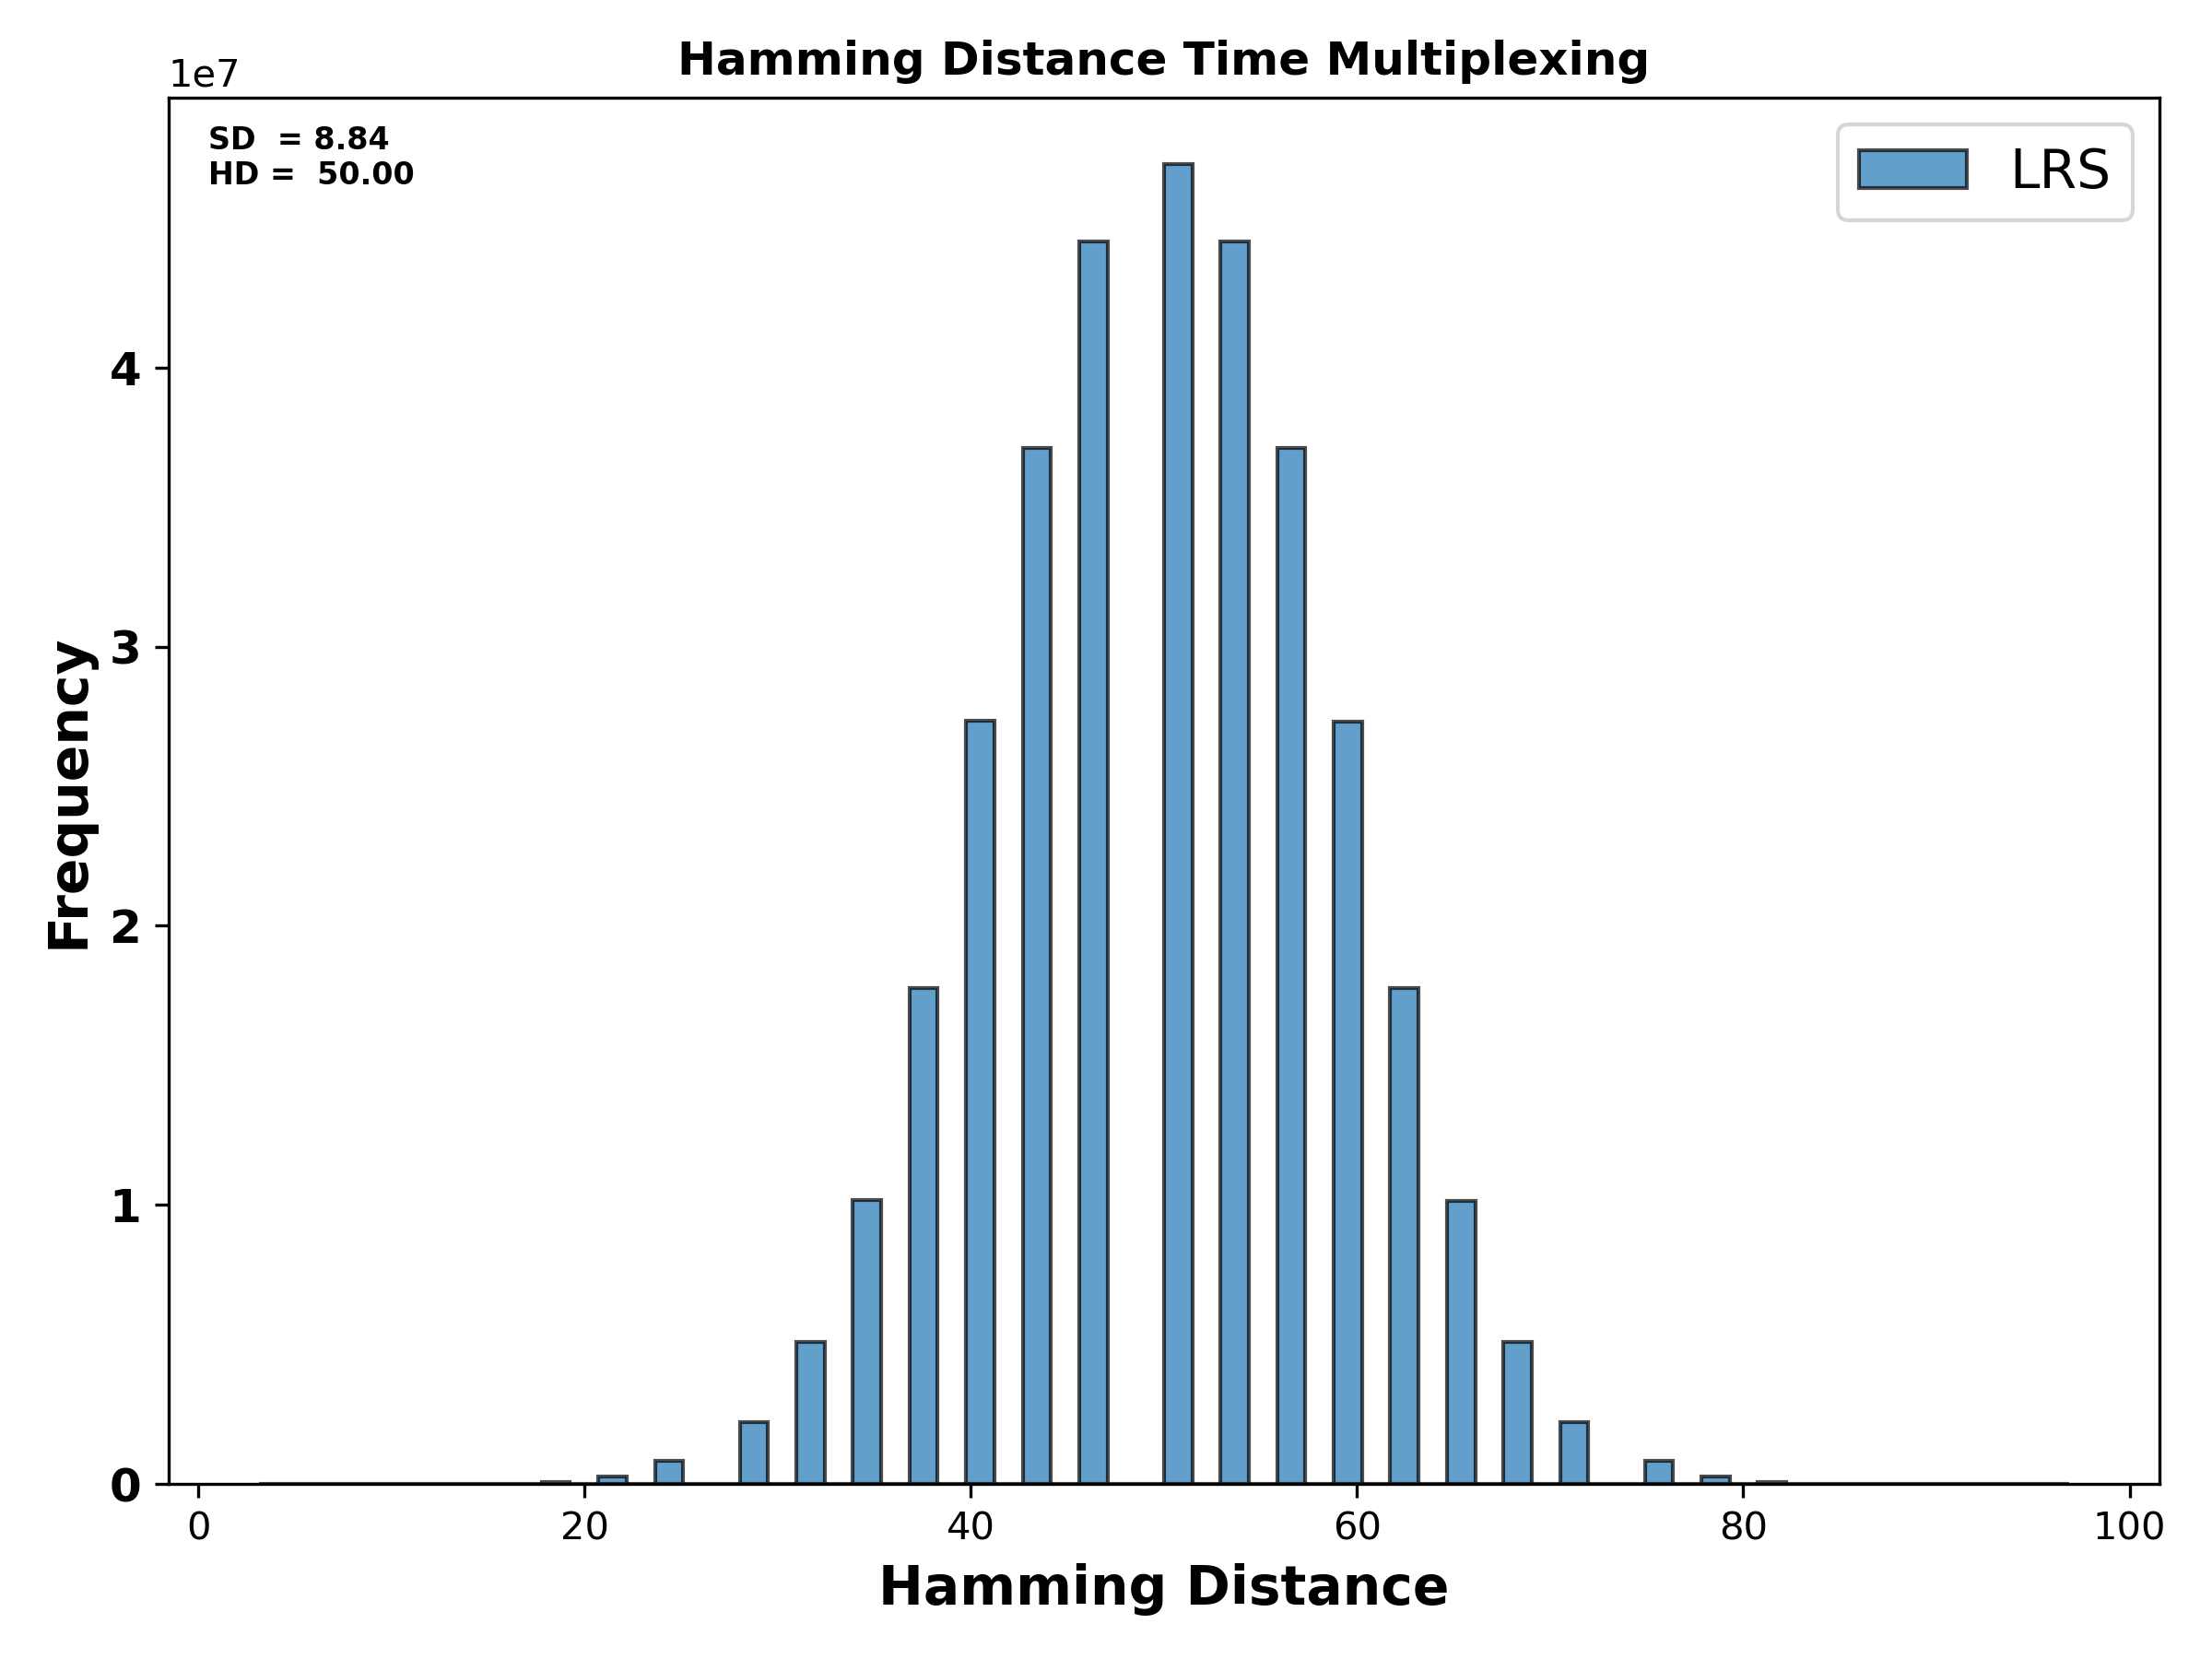 Hamming Distance Time Multiplexing
1e7
SD = 8.84
HD = 50.00
LRS
Frequency
4
3
2
1
0
0 20 40 60 80 100
Hamming Distance